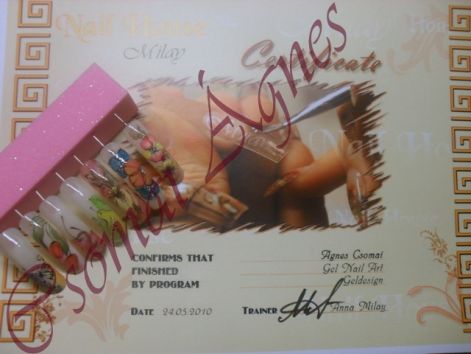 Nail House
Milay
Certificate
Csomai Ágnes
CONFIRMS THAT
FINISHED
BY PROGRAM
Agnes Csomai
Gel Nail Art
Geldesign
DATE 24.05.2010
TRAINER Anna Milay